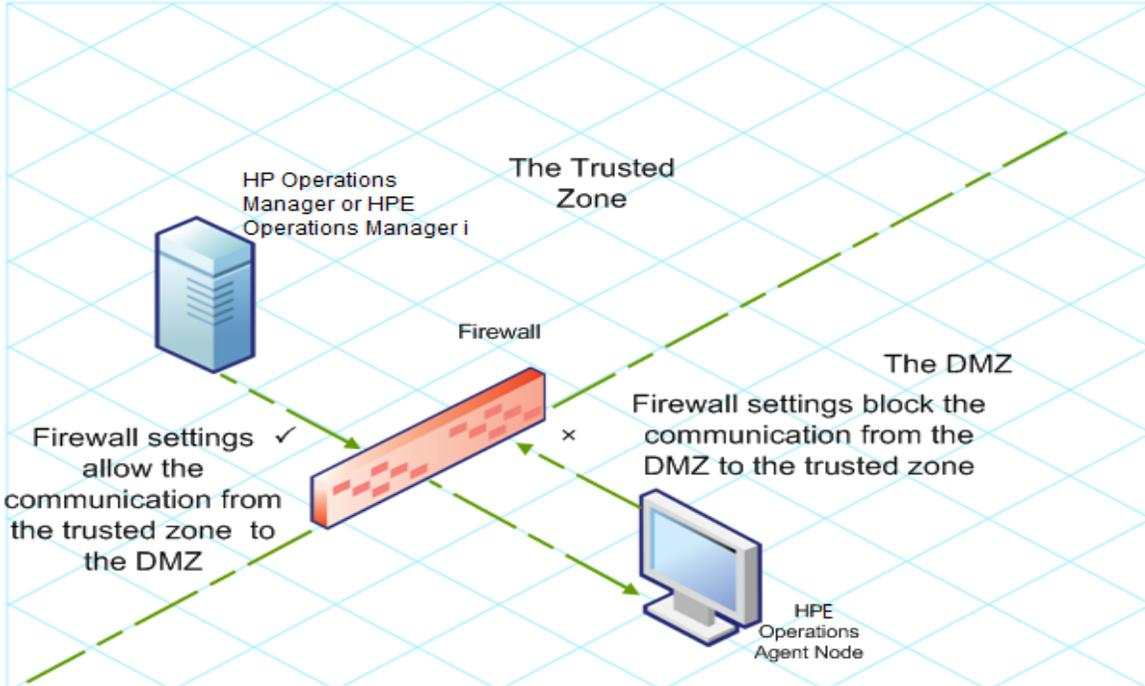 The Trusted
Zone
HP Operations
Manager or HPE
Operations Manager i
Firewall
The DMZ
Firewall settings block the
communication from the
DMZ to the trusted zone
×
Firewall settings ✓
allow the
communication from
the trusted zone to
the DMZ
HPE
Operations
Agent Node